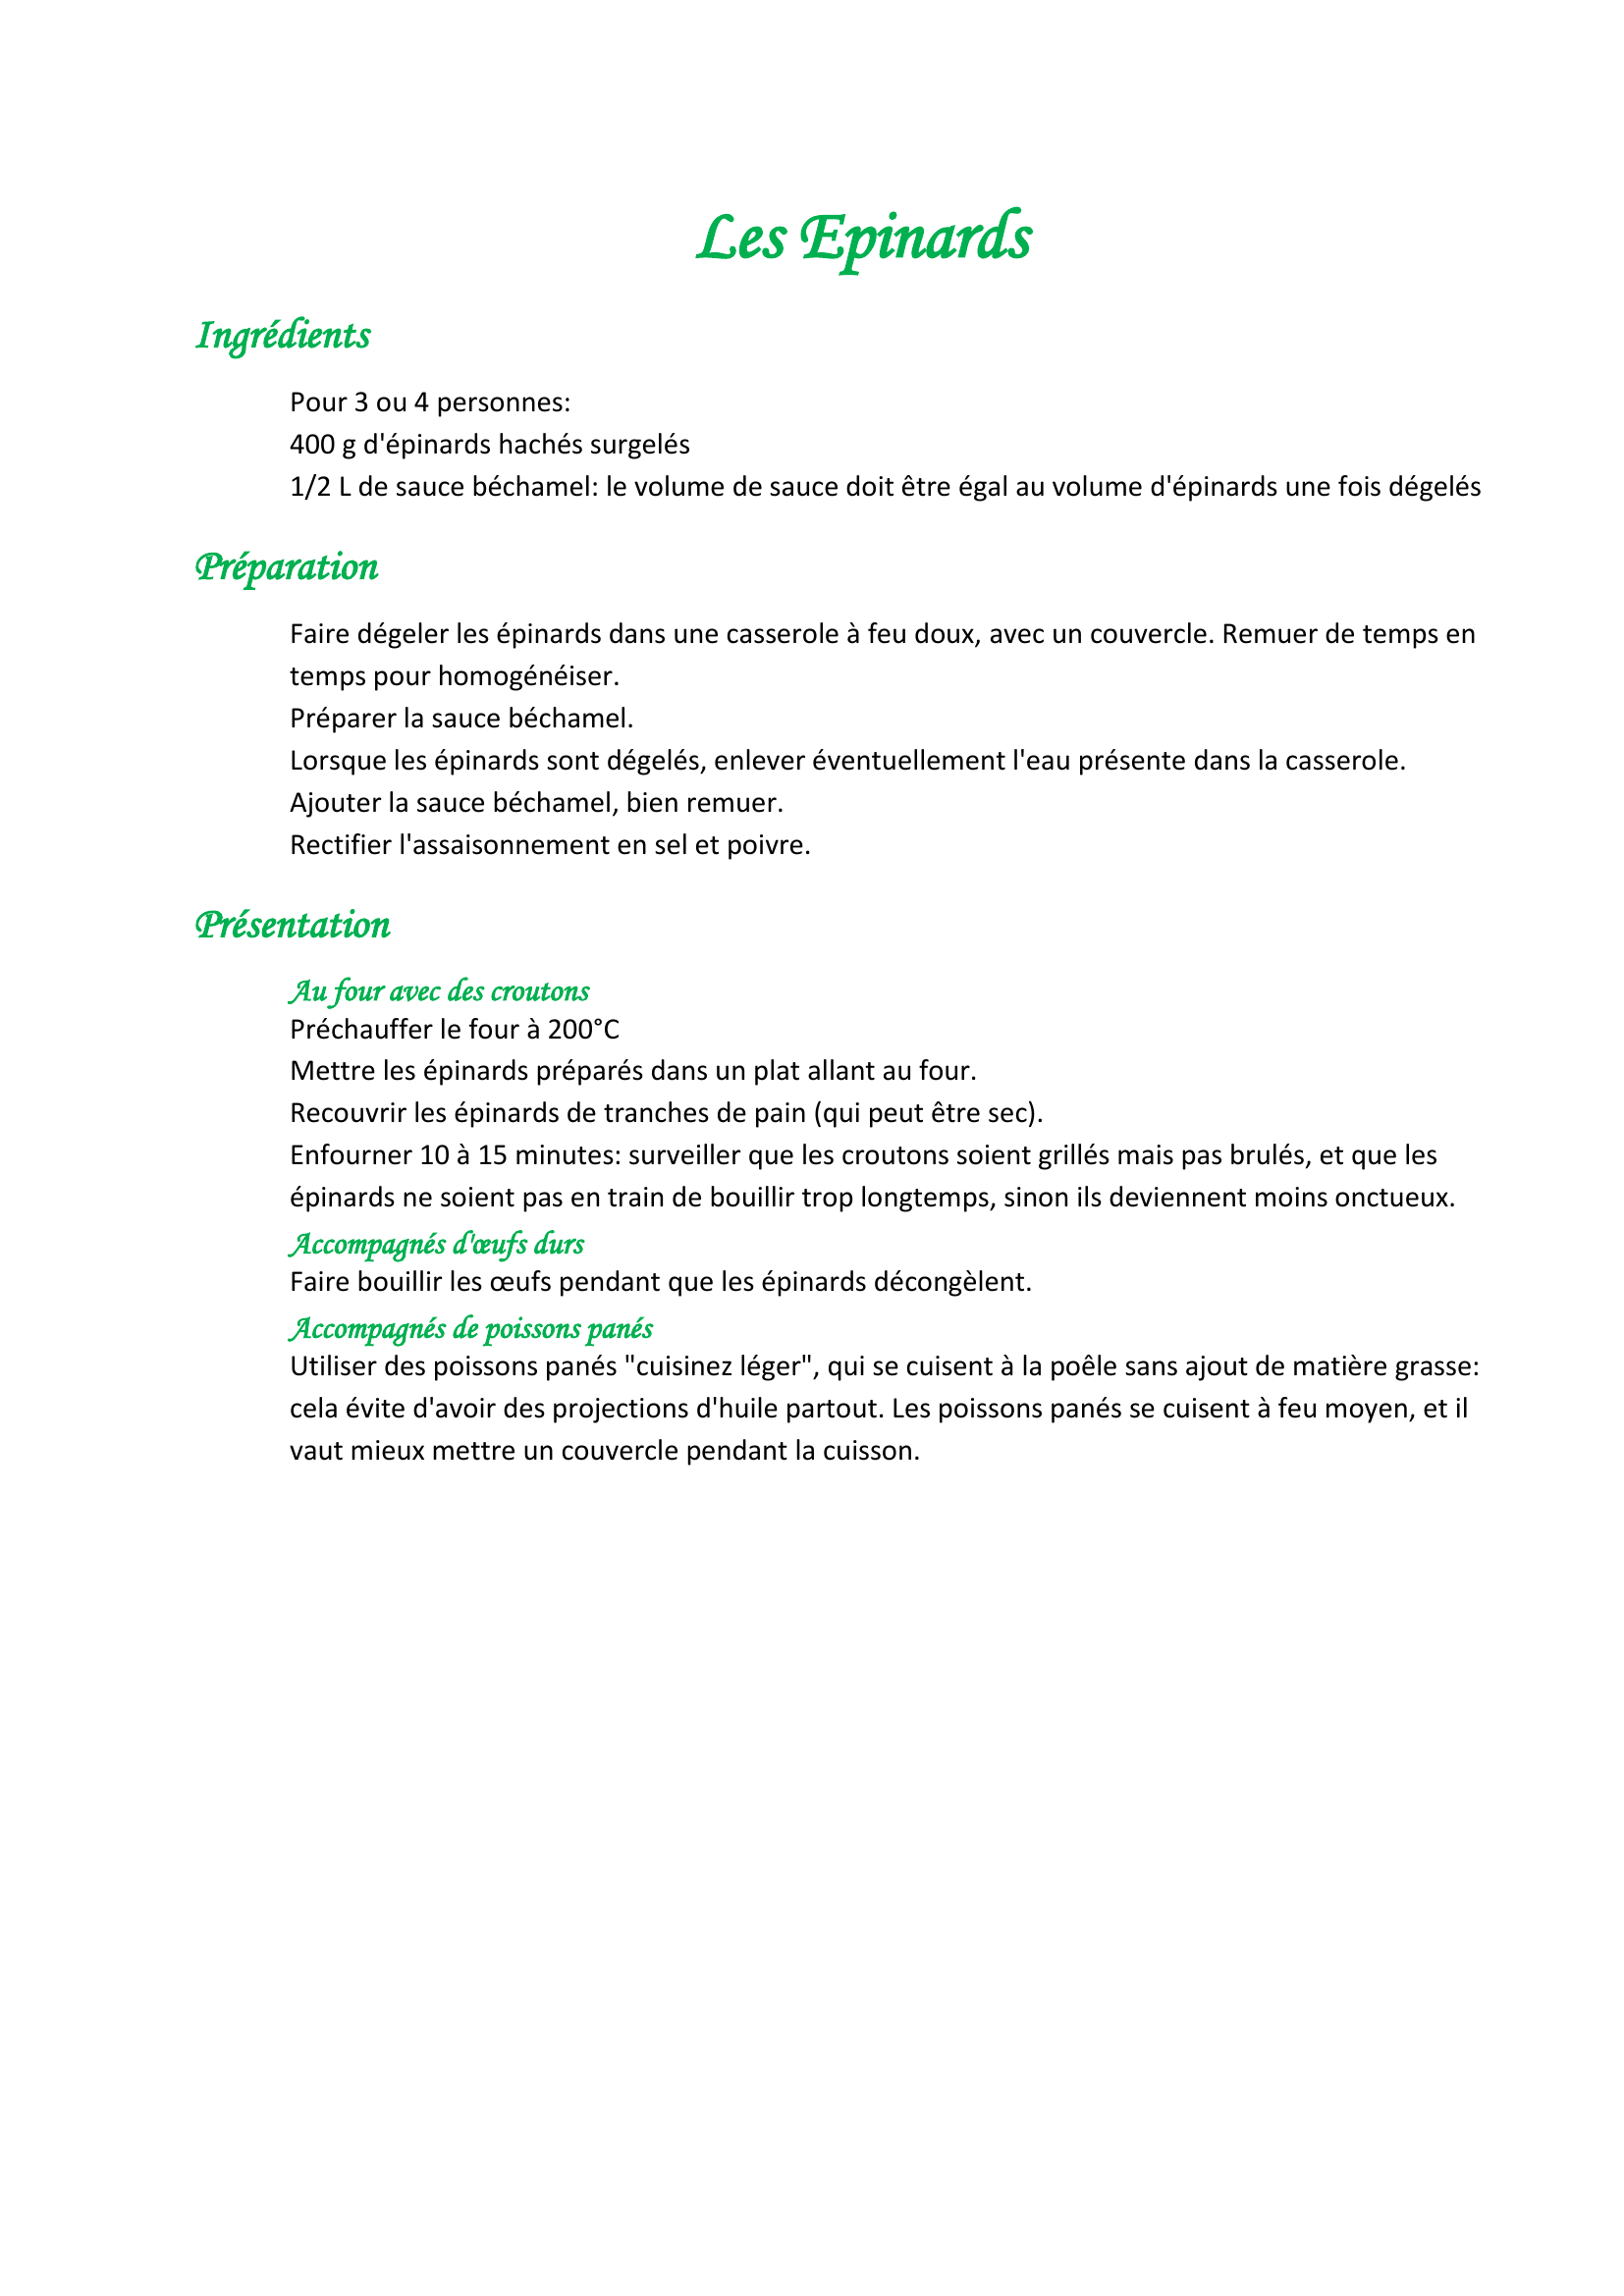 Les Epinards
Ingrédients
Pour 3 ou 4 personnes:
400 g d'épinards hachés surgelés
1/2 L de sauce béchamel: le volume de sauce doit être égal au volume d'épinards une fois dégelés
Préparation
Faire dégeler les épinards dans une casserole à feu doux, avec un couvercle. Remuer de temps en
temps pour homogénéiser.
Préparer la sauce béchamel.
Lorsque les épinards sont dégelés, enlever éventuellement l'eau présente dans la casserole.
Ajouter la sauce béchamel, bien remuer.
Rectifier l'assaisonnement en sel et poivre.
Présentation
Au four avec des croutons
Préchauffer le four à 200°C
Mettre les épinards préparés dans un plat allant au four.
Recouvrir les épinards de tranches de pain (qui peut être sec).
Enfourner 10 à 15 minutes: surveiller que les croutons soient grillés mais pas brulés, et que les
épinards ne soient pas en train de bouillir trop longtemps, sinon ils deviennent moins onctueux.
Accompagnés d'œufs durs
Faire bouillir les œufs pendant que les épinards décongèlent.
Accompagnés de poissons panés
Utiliser des poissons panés "cuisinez léger", qui se cuisent à la poêle sans ajout de matière grasse:
cela évite d'avoir des projections d'huile partout. Les poissons panés se cuisent à feu moyen, et il
vaut mieux mettre un couvercle pendant la cuisson.